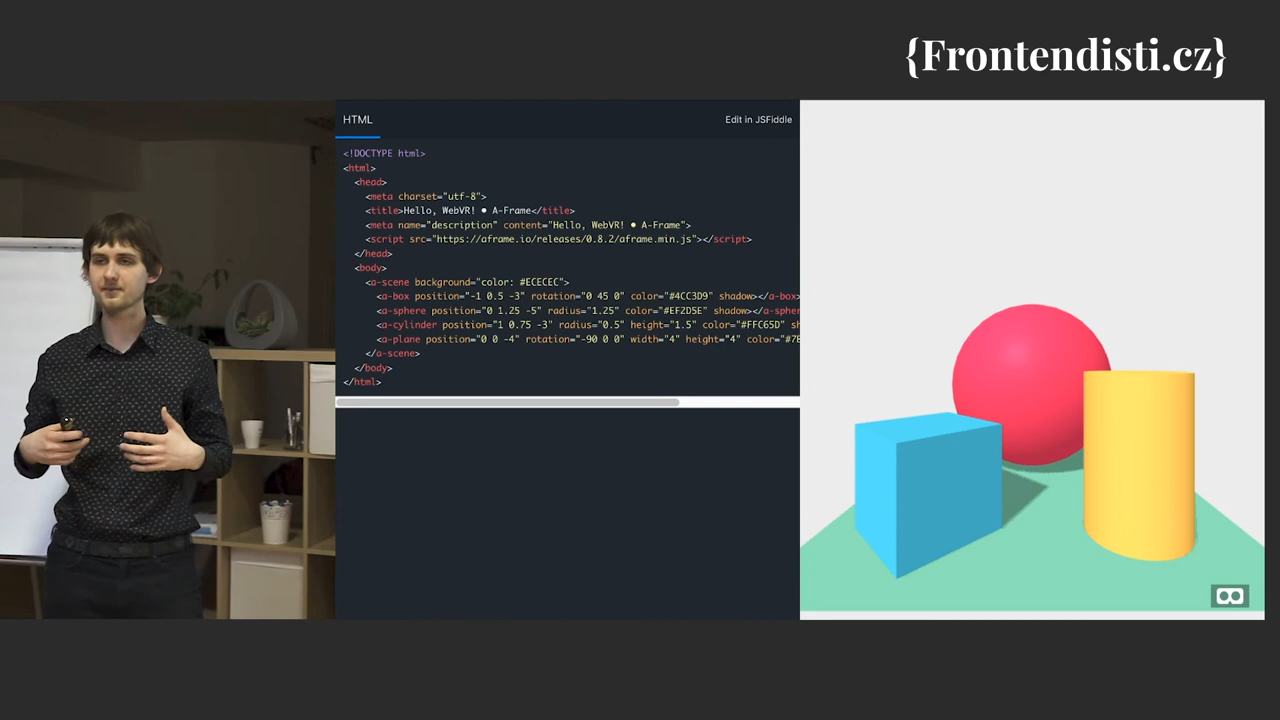 {Frontendisti.cz}
HTML
Edit in JSFiddle
<!DOCTYPE html>
<html>
<head>
<meta charset="utf-8">
<title>Hello, WebVR! • A-Frame</title>
<meta name="description" content="Hello, WebVR! • A-Frame">
<script src="https://aframe.io/releases/0.8.2/aframe.min.js"></script>
</head>
<body>
<a-scene background="color: #ECECEC">
<a-box position="-1 0.5 -3" rotation="0 45 0" color="#4CC3D9" shadow></a-box>
<a-sphere position="0 1.25 -5" radius="1.25" color="#EF2D5E" shadow></a-spher
<a-cylinder position="1 0.75 -3" radius="0.5" height="1.5" color="#FFC65D" sh
<a-plane position="0 0 -4" rotation="-90 0 0" width="4" height="4" color="#7B
</a-scene>
</body>
</html>